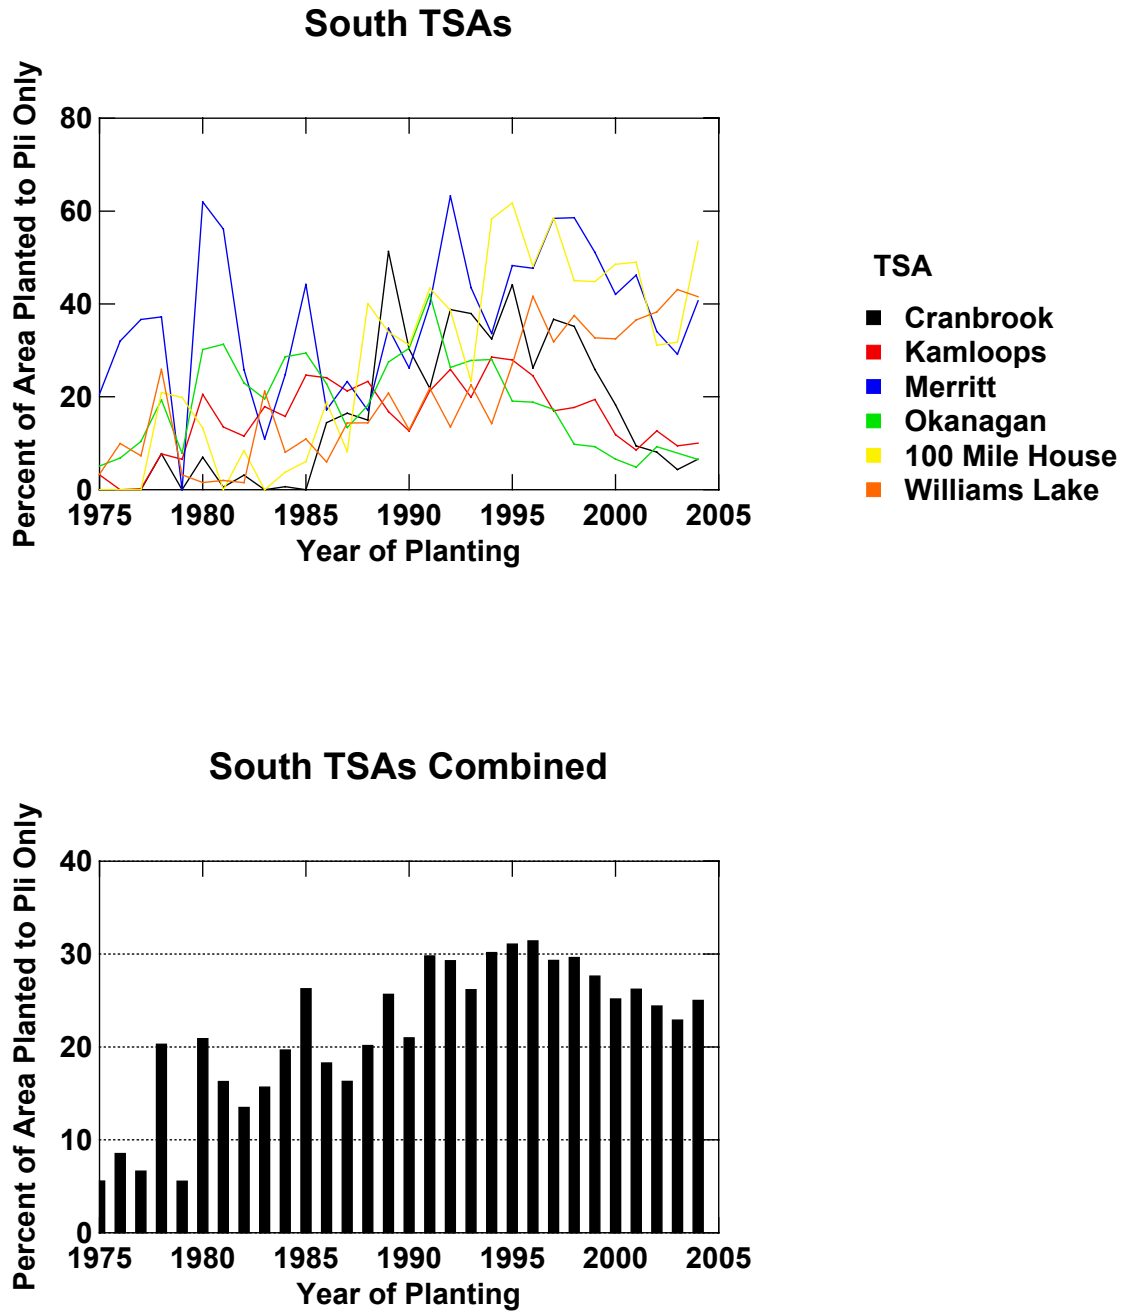 South TSAs
Percent of Area Planted to Pli Only
80
60
40
20
0
1975 1980 1985 1990 1995 2000 2005
Year of Planting
TSA
Cranbrook
Kamloops
Merritt
Okanagan
100 Mile House
Williams Lake
South TSAs Combined
Percent of Area Planted to Pli Only
40
30
20
10
0
1975 1980 1985 1990 1995 2000 2005
Year of Planting